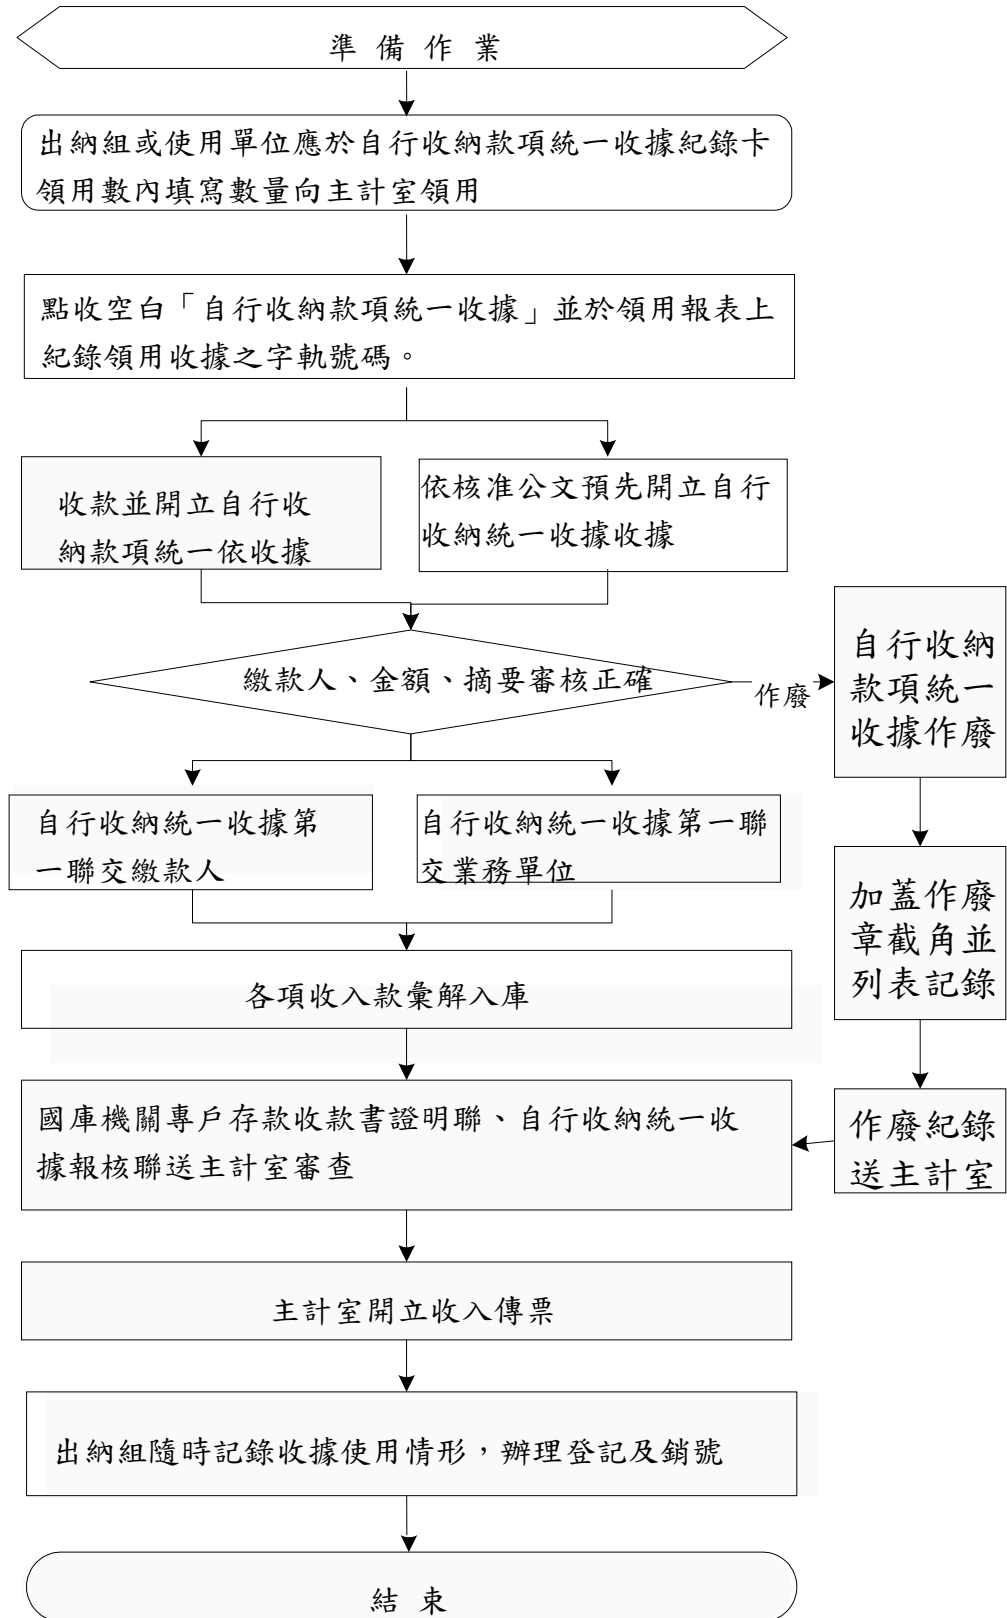 準 備 作 業
出納組或使用單位應於自行收納款項統一收據紀錄卡
領用數內填寫數量向主計室領用
點收空白「自行收納款項統一收據」並於領用報表上
紀錄領用收據之字軌號碼。
收款並開立自行收
納款項統一依收據
依核准公文預先開立自行
收納統一收據收據
繳款人、金額、摘要審核正確
作廢
自行收納
款項統一
收據作廢
自行收納統一收據第
一聯交繳款人
自行收納統一收據第一聯
交業務單位
加蓋作廢
章截角並
列表記錄
各項收入款彙解入庫
國庫機關專戶存款收款書證明聯、自行收納統一收
據報核聯送主計室審查
作廢紀錄
送主計室
主計室開立收入傳票
出納組隨時記錄收據使用情形，辦理登記及銷號
結 束